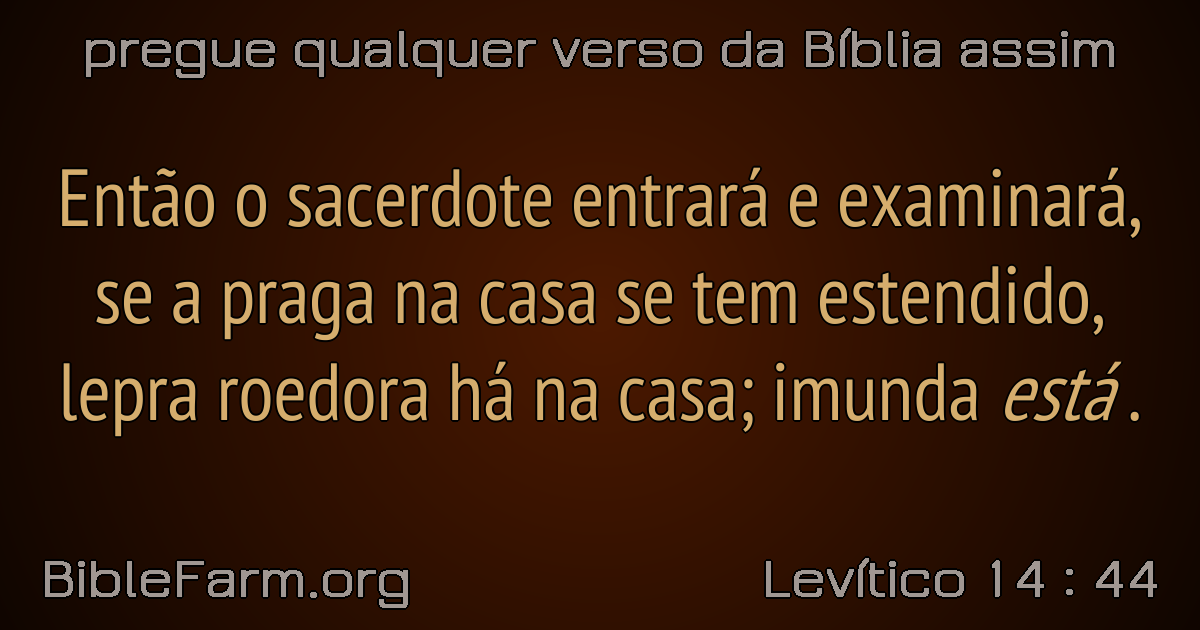 pregue qualquer verso da Bíblia assim
Então o sacerdote entrará e examinará,
se a praga na casa se tem estendido,
lepra roedora há na casa; imunda está .
BibleFarm.org
Levítico 14 : 44